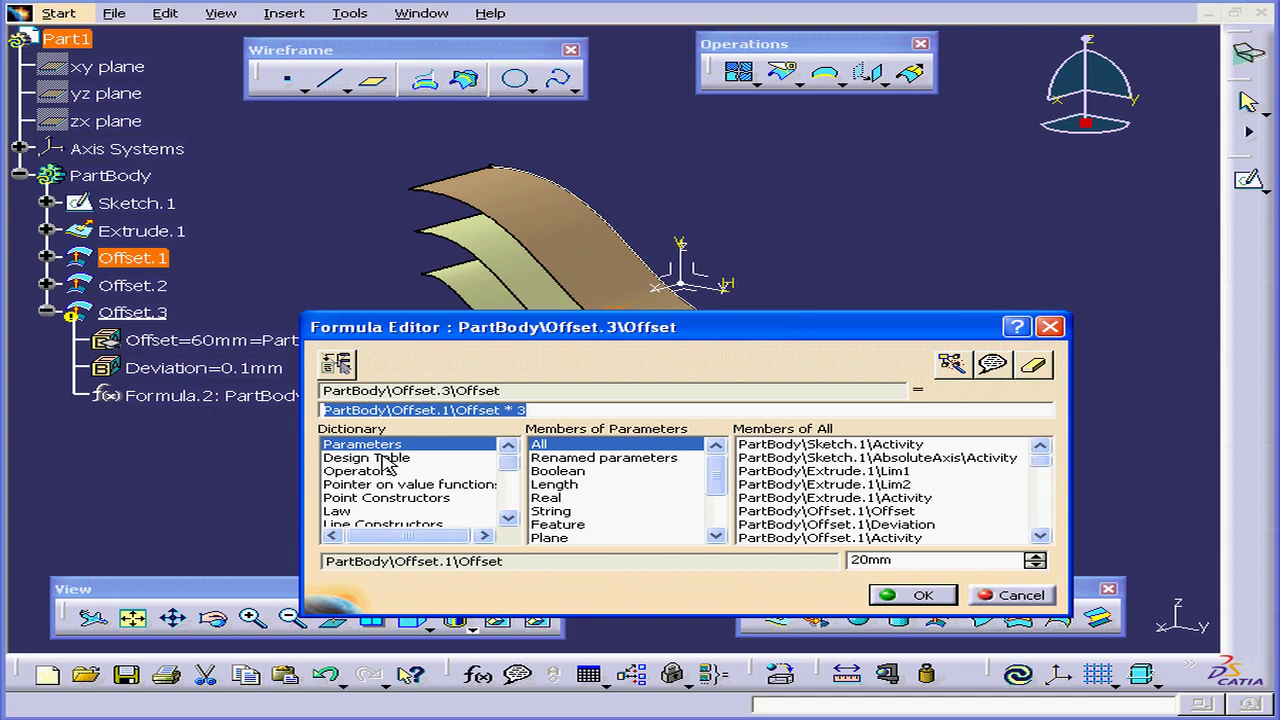 Start File Edit View Insert Tools Window Help
Part1
xy plane
yz plane
zx plane
Axis Systems
PartBody
Sketch.1
Extrude.1
Offset.1
Offset.2
Offset.3
Offset=60mm=Part
Deviation=0.1mm
Formula.2: PartBody
Wireframe
Operations
z
x
y
V
z
x
H
Formula Editor : PartBody\Offset.3\Offset
PartBody\Offset.3\Offset =
PartBody\Offset.1\Offset * 3
Dictionary
Parameters
Design Table
Operators
Pointer on value function:
Point Constructors
Law
Line Constructors
Members of Parameters
All
Renamed parameters
Boolean
Length
Real
String
Feature
Plane
Members of All
PartBody\Sketch.1\Activity
PartBody\Sketch.1\AbsoluteAxis\Activity
PartBody\Extrude.1\Lim1
PartBody\Extrude.1\Lim2
PartBody\Extrude.1\Activity
PartBody\Offset.1\Offset
PartBody\Offset.1\Deviation
PartBody\Offset.1\Activity
PartBody\Offset.1\Offset
20mm
OK
Cancel
View
z
x
y
CATIA